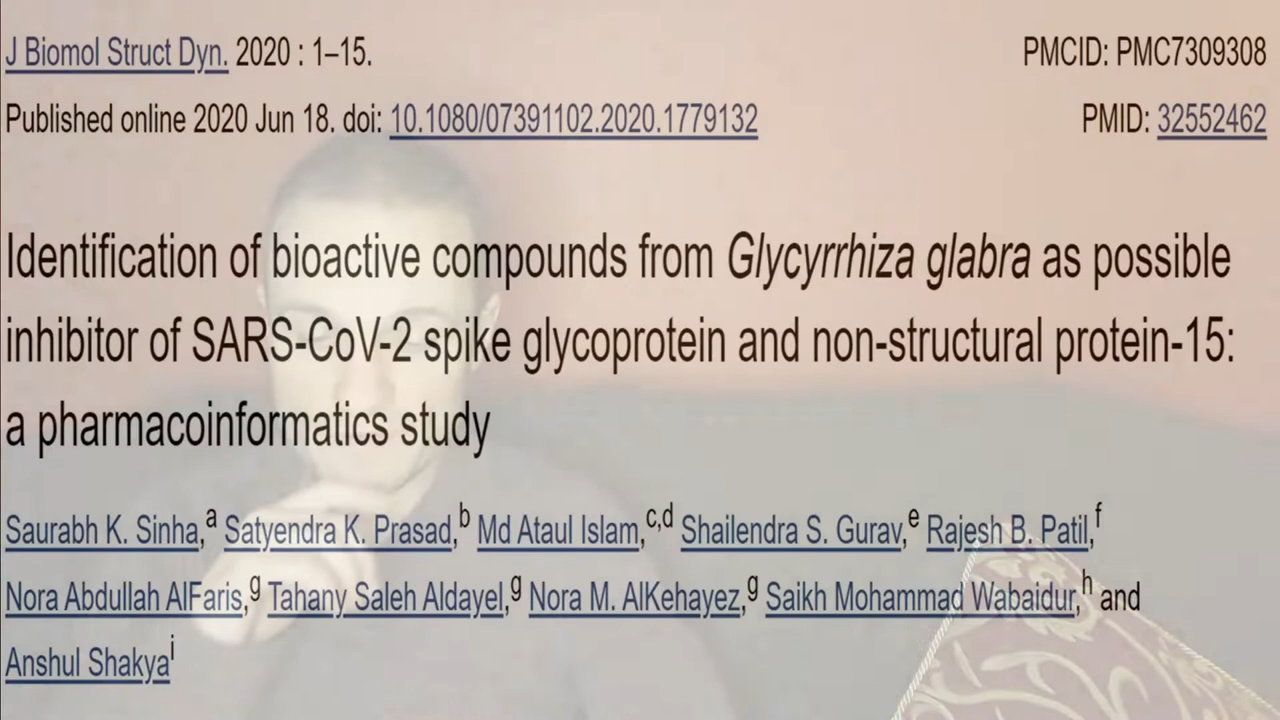 J Biomol Struct Dyn. 2020 : 1–15. PMCID: PMC7309308
Published online 2020 Jun 18. doi: 10.1080/07391102.2020.1779132 PMID: 32552462
Identification of bioactive compounds from Glycyrrhiza glabra as possible
inhibitor of SARS-CoV-2 spike glycoprotein and non-structural protein-15:
a pharmacoinformatics study
Saurabh K. Sinha,a Satyendra K. Prasad,b Md Ataul Islam,c,d Shailendra S. Gurav,e Rajesh B. Patil,f
Nora Abdullah AlFaris,g Tahany Saleh Aldayel,g Nora M. AlKehayez,g Saikh Mohammad Wabaidur,h and
Anshul Shakyai